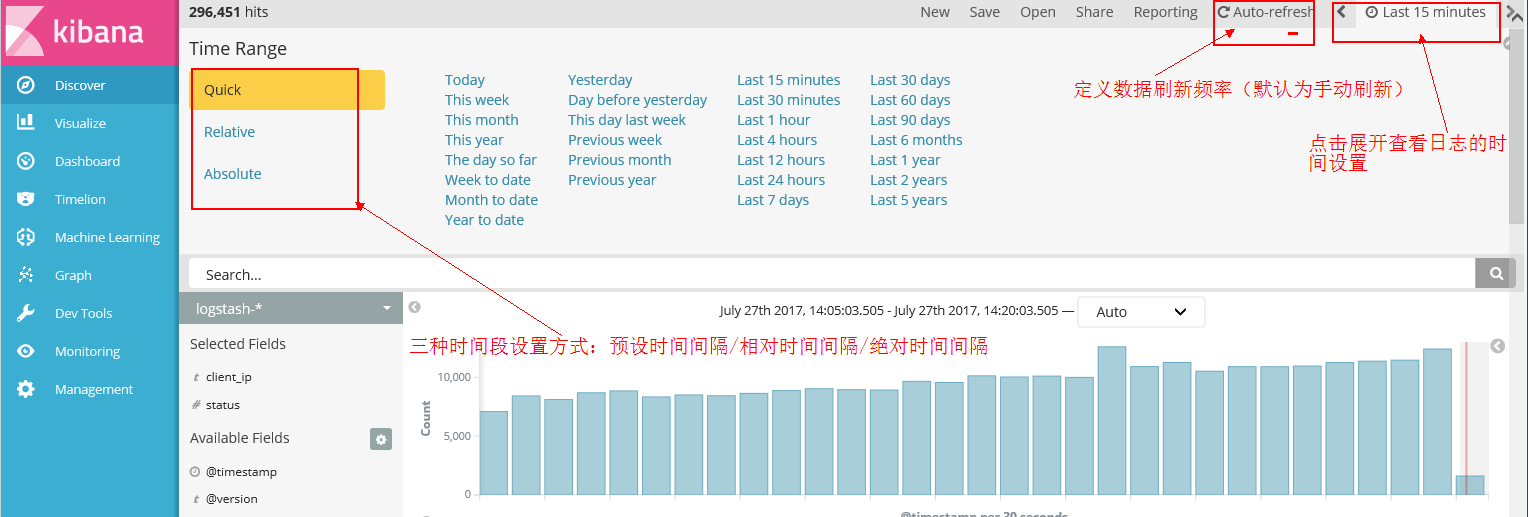 kibana
296,451 hits
New Save Open Share Reporting Auto-refresh Last 15 minutes
Time Range
Quick
Relative
Absolute
Today
This week
This month
This year
The day so far
Week to date
Month to date
Year to date
Yesterday
Day before yesterday
This day last week
Previous week
Previous month
Previous year
Last 15 minutes
Last 30 minutes
Last 1 hour
Last 4 hours
Last 12 hours
Last 24 hours
Last 7 days
Last 30 days
Last 60 days
Last 90 days
Last 6 months
Last 1 year
Last 2 years
Last 5 years
定义数据刷新频率（默认为手动刷新）
点击展开查看日志的时
间设置
Discover
Visualize
Dashboard
Timelion
Machine Learning
Graph
Dev Tools
Monitoring
Management
Search...
logstash-*
Selected Fields
t client_ip
# status
Available Fields
@timestamp
t @version
July 27th 2017, 14:05:03.505 - July 27th 2017, 14:20:03.505 — Auto
三种时间段设置方式：预设时间间隔/相对时间间隔/绝对时间间隔
10,000
5,000
0
Count
@timestamp per 30 seconds